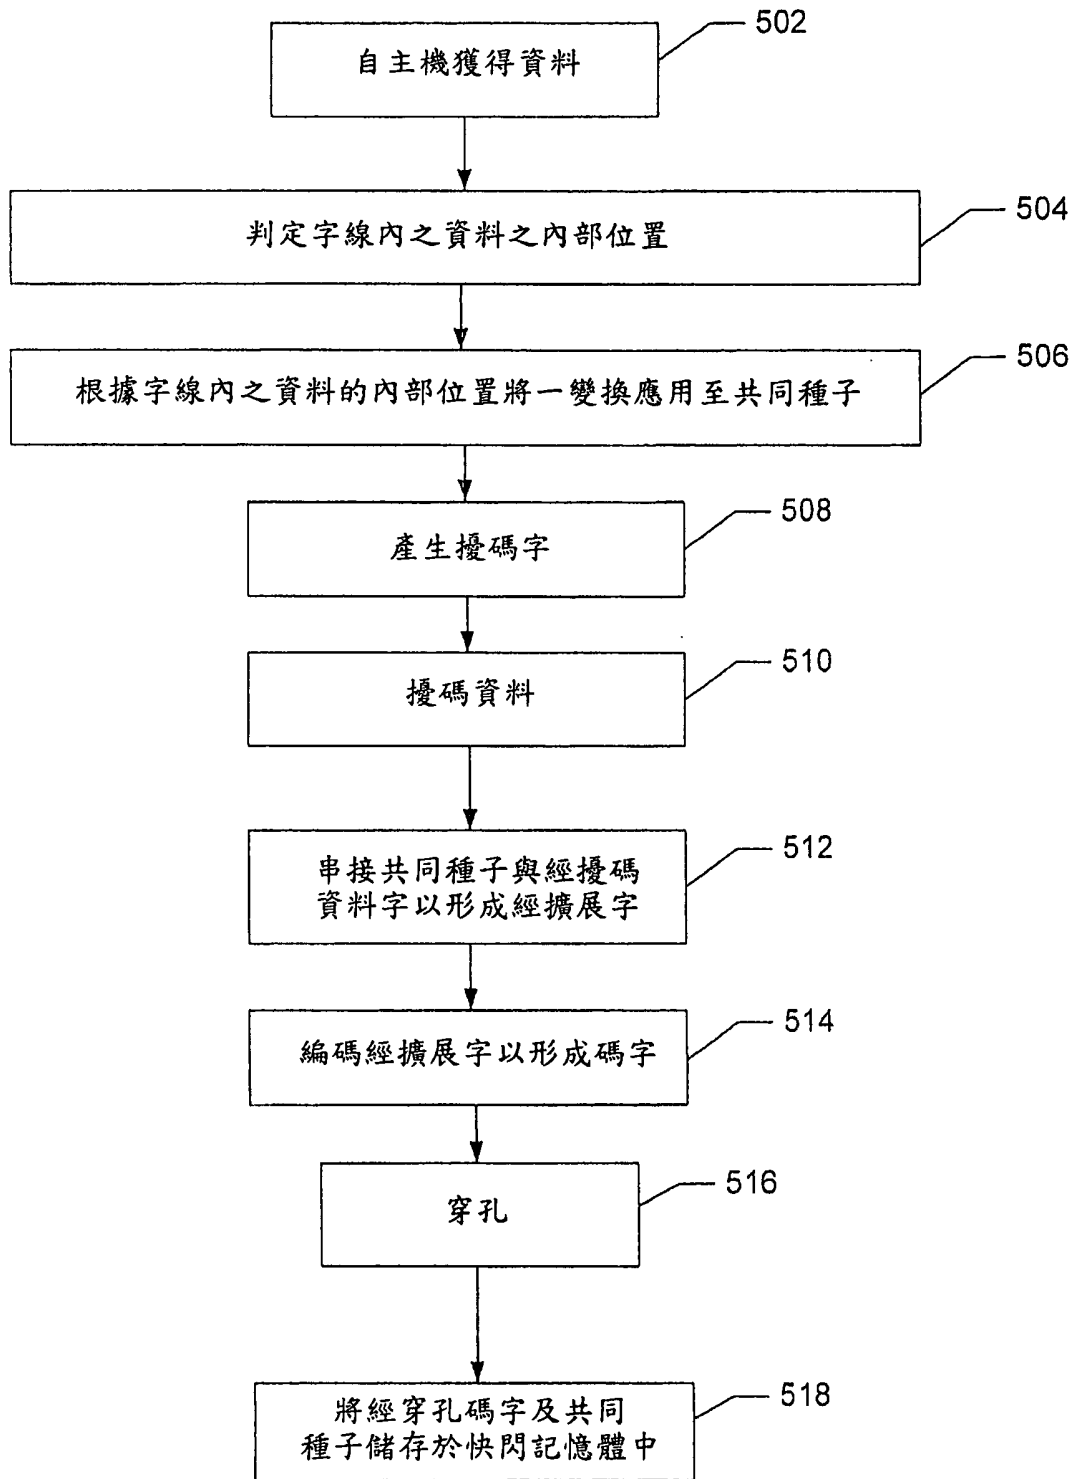 502
自主機獲得資料
504
判定字線內之資料之內部位置
506
根據字線內之資料的內部位置將一變換應用至共同種子
508
產生擾碼字
510
擾碼資料
512
串接共同種子與經擾碼
資料字以形成經擴展字
514
編碼經擴展字以形成碼字
516
穿孔
518
將經穿孔碼字及共同
種子儲存於快閃記憶體中